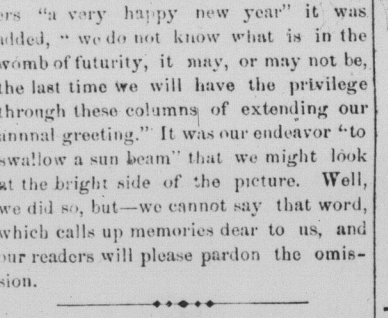 ers "a very happy new year" it was
added, "we do not know what is in the
womb of futurity, it may, or may not be,
the last time we will have the privilege
through these columns of extending our
annnal greeting." It was our endeavor "to
swallow a sun beam" that we might look
at the bright side of the picture. Well,
we did so, but—we cannot say that word,
which calls up memories dear to us, and
our readers will please pardon the omis-
sion.